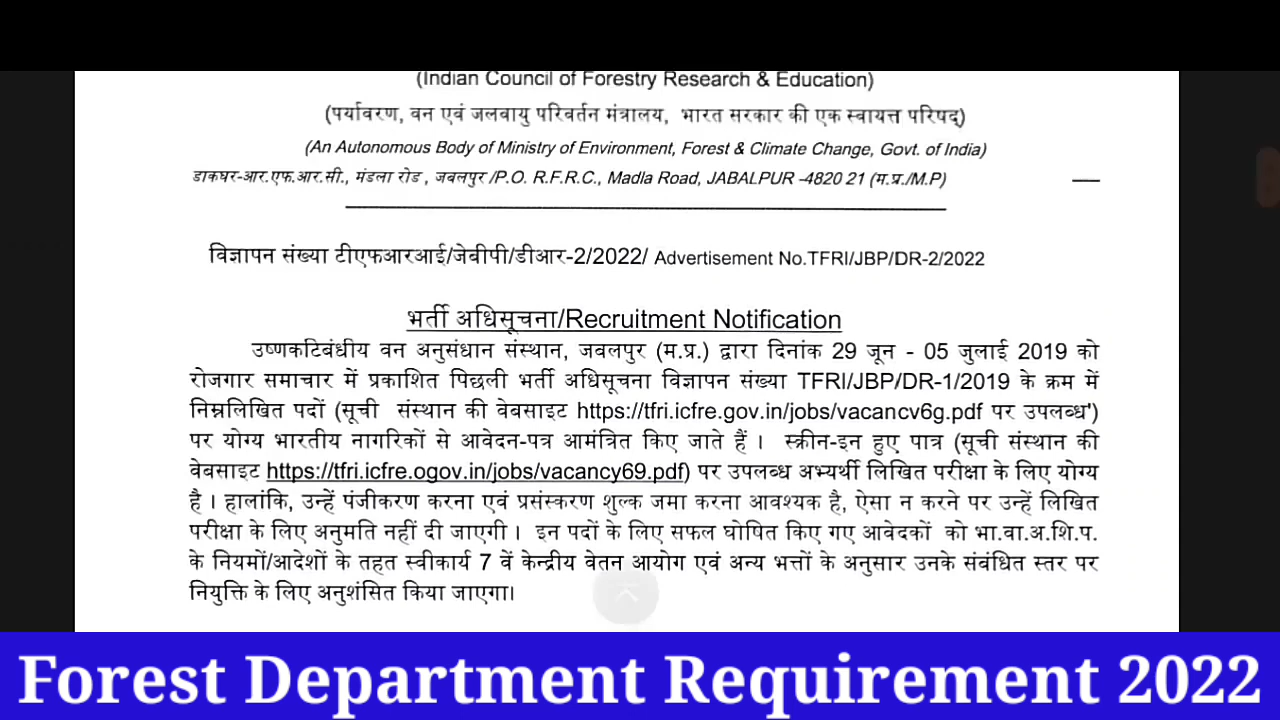 (Indian Council of Forestry Research & Education)
(पर्यावरण, वन एवं जलवायु परिवर्तन मंत्रालय, भारत सरकार की एक स्वायत्त परिषद्)
(An Autonomous Body of Ministry of Environment, Forest & Climate Change, Govt. of India)
डाकघर-आर.एफ.आर.सी., मंडला रोड , जबलपुर /P.O. R.F.R.C., Madla Road, JABALPUR -4820 21 (म.प्र./M.P)
विज्ञापन संख्या टीएफआरआई/जेबीपी/डीआर-2/2022/ Advertisement No.TFRI/JBP/DR-2/2022
भर्ती अधिसूचना/Recruitment Notification
उष्णकटिबंधीय वन अनुसंधान संस्थान, जबलपुर (म.प्र.) द्वारा दिनांक 29 जून - 05 जुलाई 2019 को
रोजगार समाचार में प्रकाशित पिछली भर्ती अधिसूचना विज्ञापन संख्या TFRI/JBP/DR-1/2019 के क्रम में
निम्नलिखित पदों (सूची संस्थान की वेबसाइट https://tfri.icfre.gov.in/jobs/vacancv6g.pdf पर उपलब्ध')
पर योग्य भारतीय नागरिकों से आवेदन-पत्र आमंत्रित किए जाते हैं । स्क्रीन-इन हुए पात्र (सूची संस्थान की
वेबसाइट https://tfri.icfre.ogov.in/jobs/vacancy69.pdf) पर उपलब्ध अभ्यर्थी लिखित परीक्षा के लिए योग्य
है । हालांकि, उन्हें पंजीकरण करना एवं प्रसंस्करण शुल्क जमा करना आवश्यक है, ऐसा न करने पर उन्हें लिखित
परीक्षा के लिए अनुमति नहीं दी जाएगी । इन पदों के लिए सफल घोषित किए गए आवेदकों को भा.वा.अ.शि.प.
के नियमों/आदेशों के तहत स्वीकार्य 7 वें केन्द्रीय वेतन आयोग एवं अन्य भत्तों के अनुसार उनके संबंधित स्तर पर
नियुक्ति के लिए अनुशंसित किया जाएगा।
Forest Department Requirement 2022